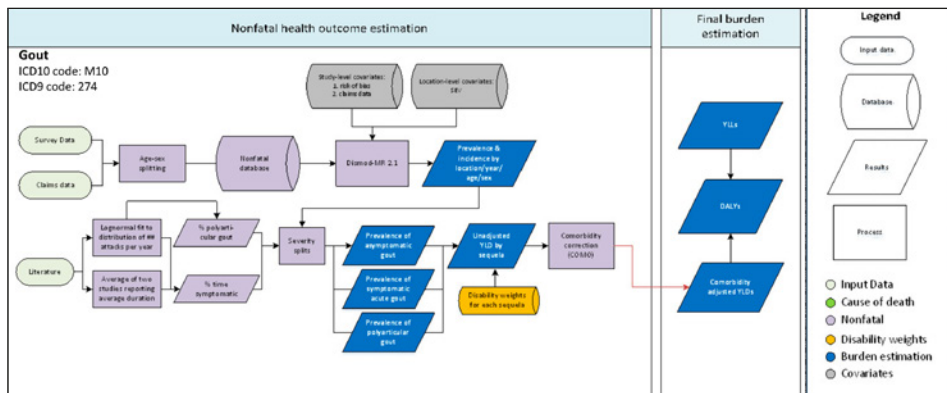 Nonfatal health outcome estimation
Final burden
estimation
Legend
Gout
ICD10 code: M10
ICD9 code: 274
Study-level covariates:
1. risk of bias
2. claims data
Location-level covariates:
Input data
Database
Results
Process
Survey Data
Claims data
Age-sex
splitting
Nonfatal
database
Dismod-MR 2.1
Prevalence &
incidence by
location/year/
age/sex
YLLs
DALYs
Comorbidity
adjusted YLDs
Literature
Lognormal fit to
distribution of ##
attacks per year
Average of two
studies reporting
average duration
% polyarti-
cular gout
% time
symptomatic
Severity
splits
Prevalence of
asymptomatic
gout
Prevalence of
symptomatic
acute gout
Prevalence of
polyarticular
gout
Unadjusted
YLD by
sequela
Disability weights
for each sequela
Comorbidity
correction
(COMO)
Input Data
Cause of death
Nonfatal
Disability weights
Burden estimation
Covariates